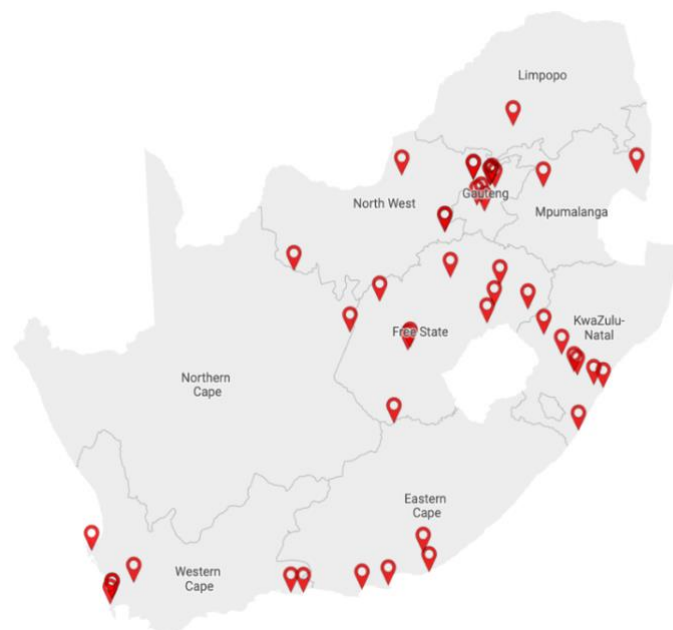 Limpopo
Gauteng
North West
Mpumalanga
Free State
KwaZulu-
Natal
Northern
Cape
Eastern
Cape
Western
Cape